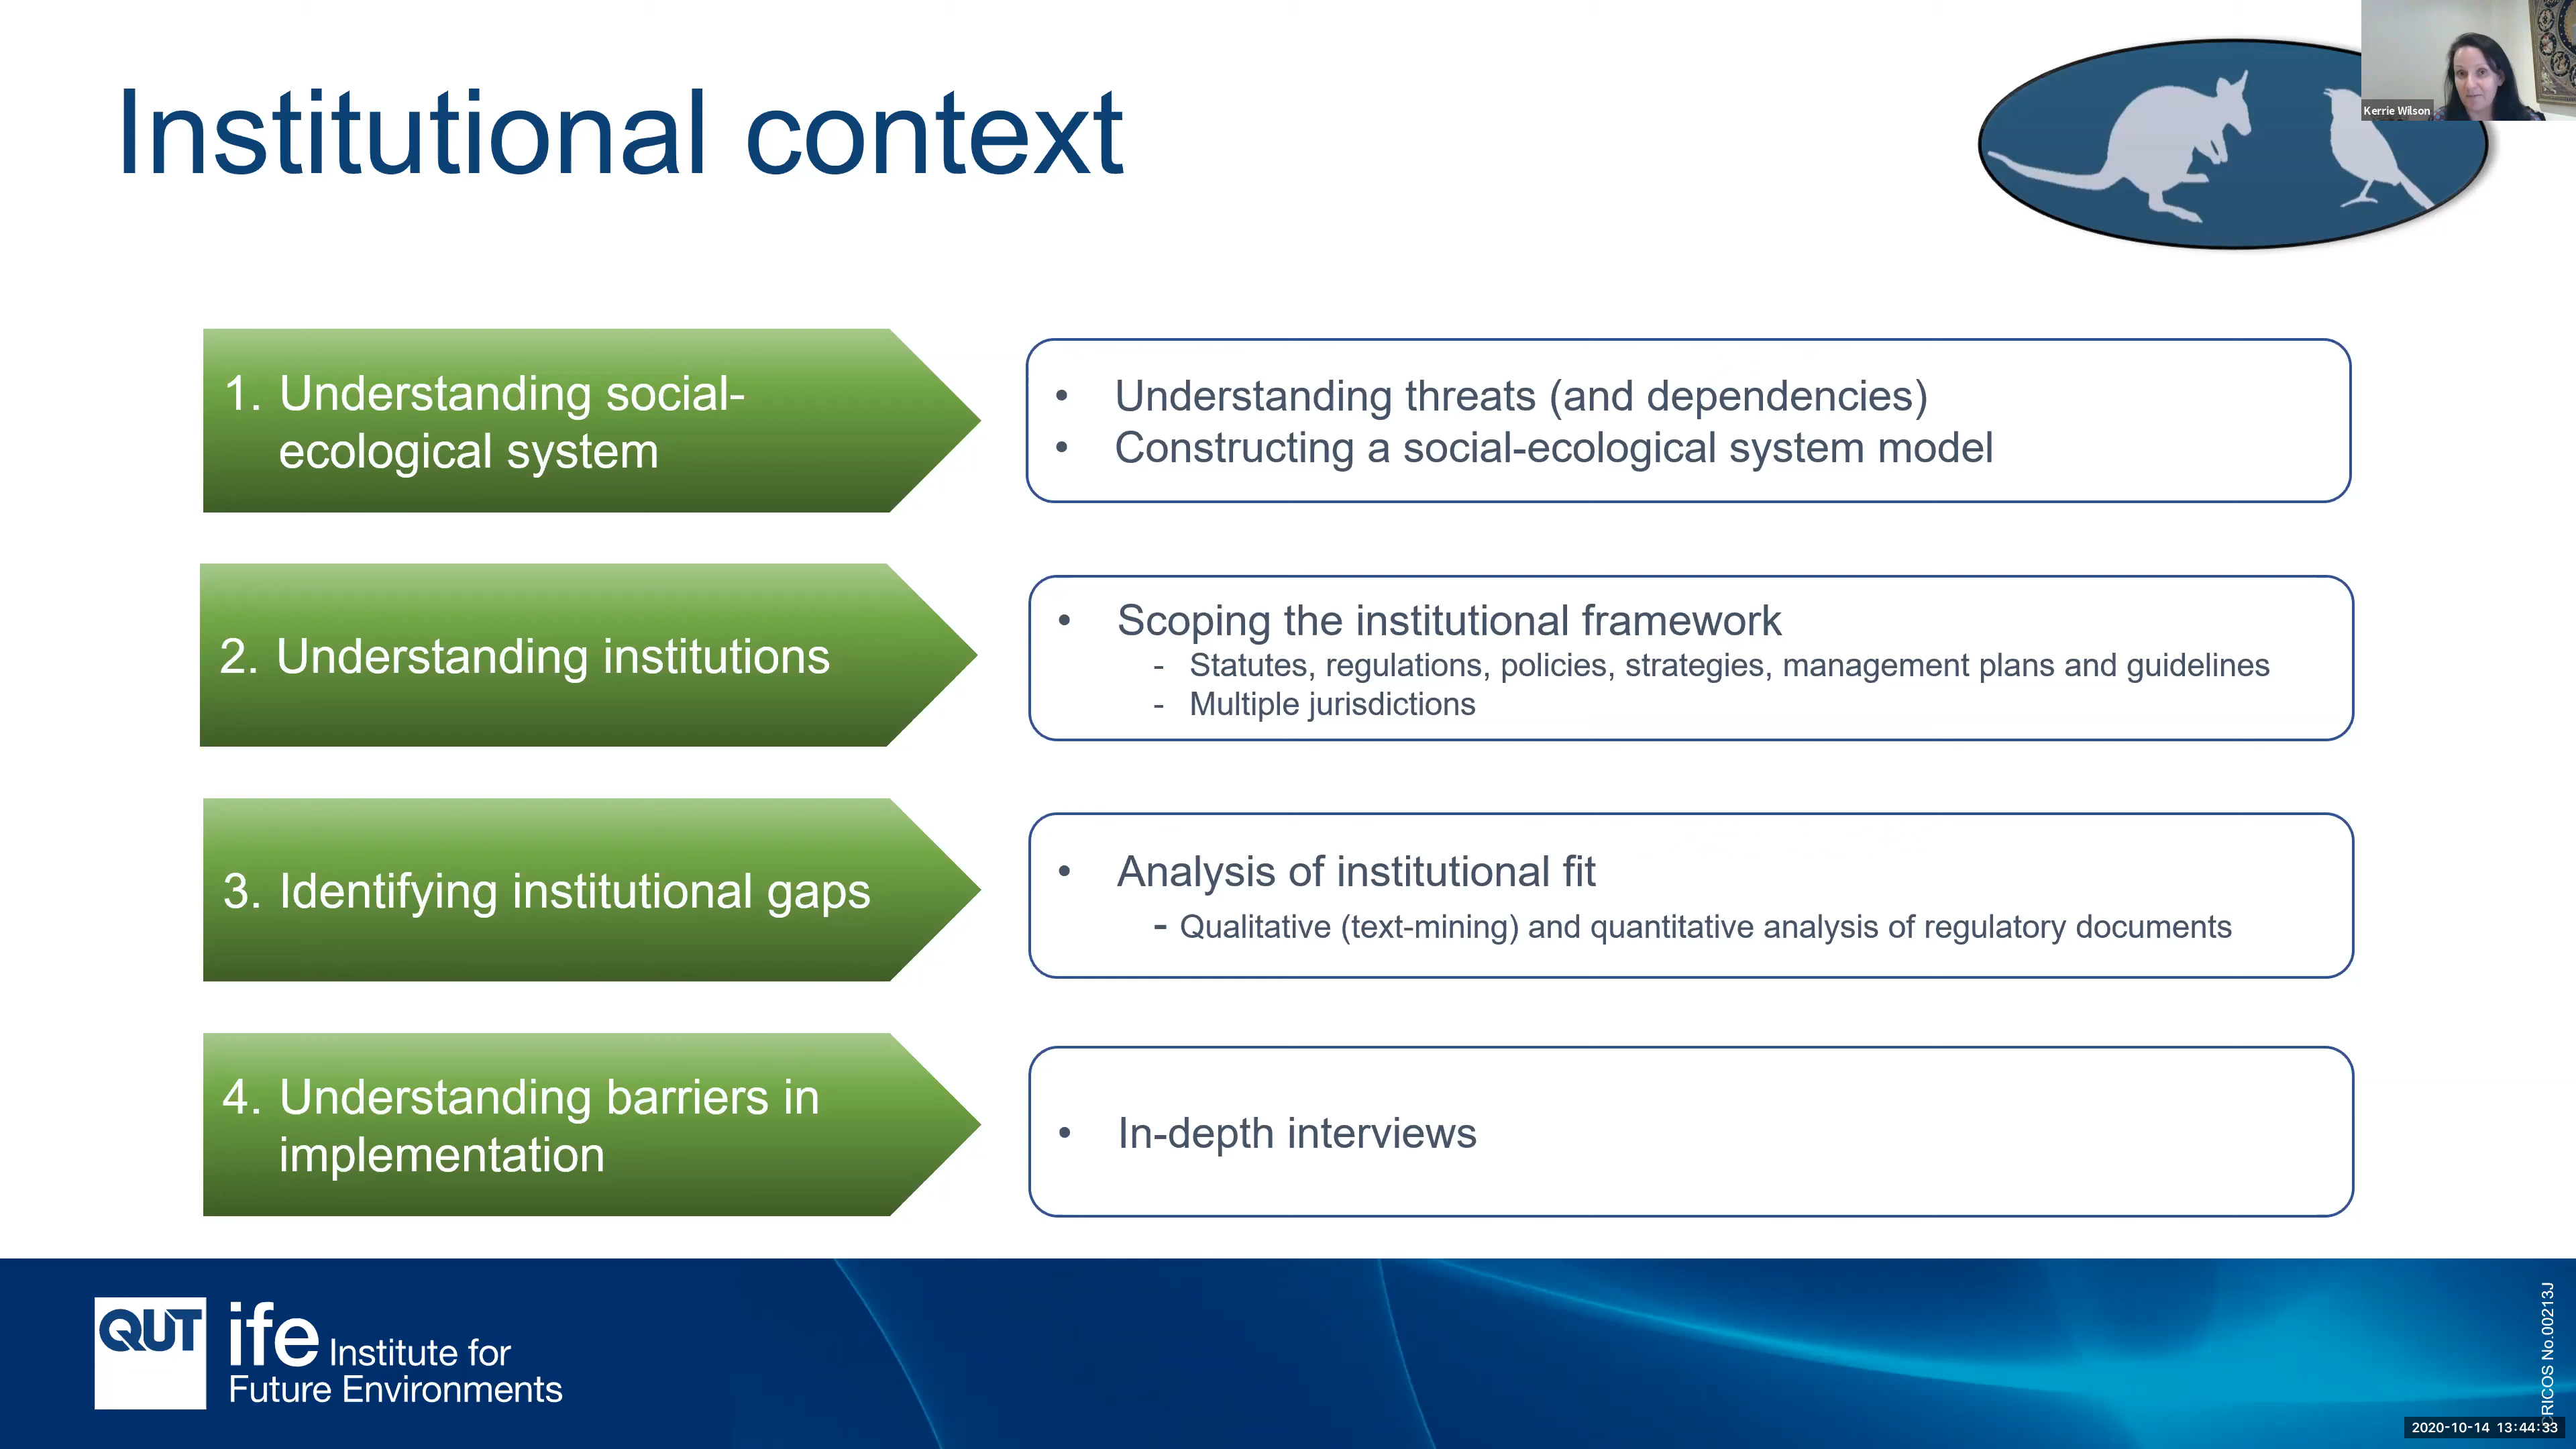 Institutional context
Kerrie Wilson
1. Understanding social-
ecological system
• Understanding threats (and dependencies)
• Constructing a social-ecological system model
2. Understanding institutions
• Scoping the institutional framework
- Statutes, regulations, policies, strategies, management plans and guidelines
- Multiple jurisdictions
3. Identifying institutional gaps
• Analysis of institutional fit
- Qualitative (text-mining) and quantitative analysis of regulatory documents
4. Understanding barriers in
implementation
• In-depth interviews
QUT
ife Institute for
Future Environments
CRICOS No.00213J
2020-10-14 13:44:33